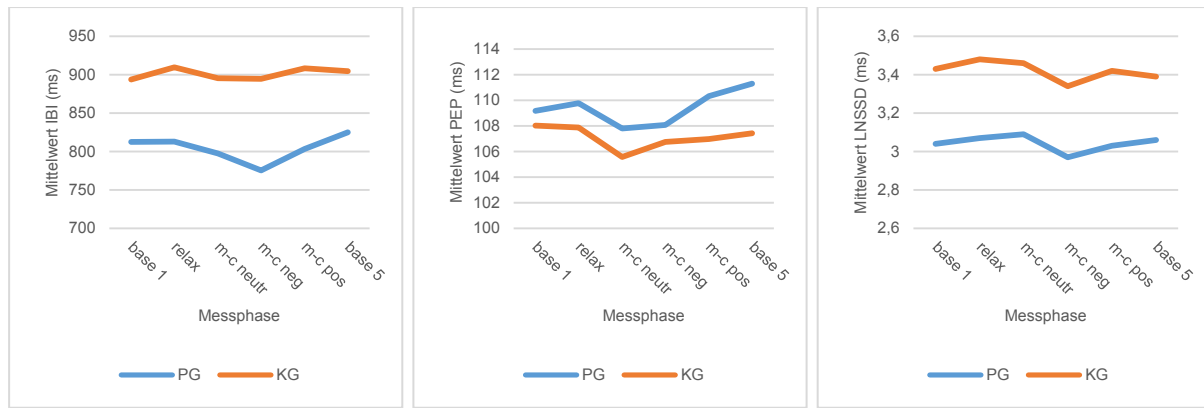 Mittelwert IBI (ms)
950
900
850
800
750
700
base 1
relax
m-c neutr
m-c neg
m-c pos
base 5
Messphase
PG
KG
Mittelwert PEP (ms)
114
112
110
108
106
104
102
100
base 1
relax
m-c neutr
m-c neg
m-c pos
base 5
Messphase
PG
KG
Mittelwert LNSSD (ms)
3,6
3,4
3,2
3
2,8
2,6
base 1
relax
m-c neutr
m-c neg
m-c pos
base 5
Messphase
PG
KG